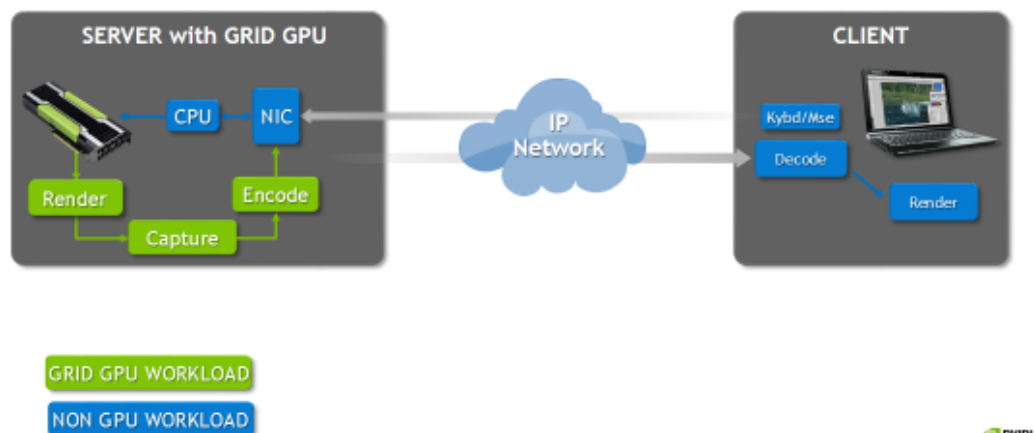 SERVER with GRID GPU
CPU
NIC
Render
Capture
Encode
IP
Network
CLIENT
Kybd/Mse
Decode
Render
GRID GPU WORKLOAD
NON GPU WORKLOAD